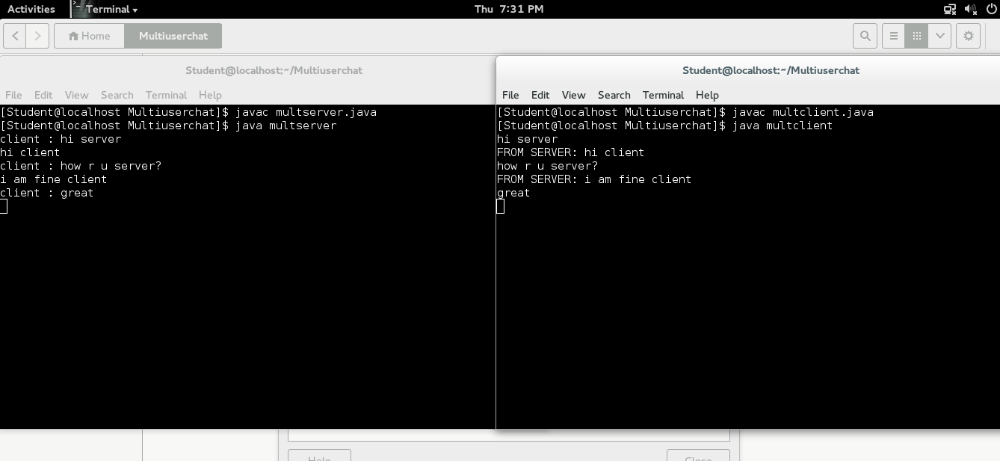 Activities Terminal Thu 7:31 PM
Home Multiuserchat
Student@localhost:~/Multiuserchat
File Edit View Search Terminal Help
[Student@localhost Multiuserchat]$ javac multserver.java
[Student@localhost Multiuserchat]$ java multserver
client : hi server
hi client
client : how r u server?
i am fine client
client : great
Student@localhost:~/Multiuserchat
File Edit View Search Terminal Help
[Student@localhost Multiuserchat]$ javac multclient.java
[Student@localhost Multiuserchat]$ java multclient
hi server
FROM SERVER: hi client
how r u server?
FROM SERVER: i am fine client
great
Help Close